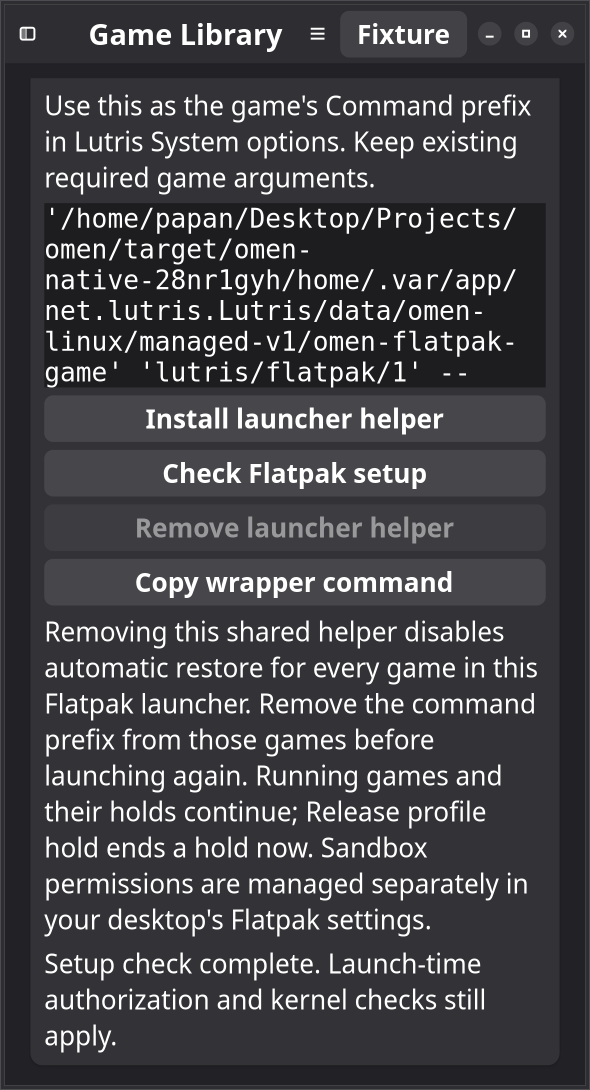 Game Library
Fixture
Use this as the game's Command prefix
in Lutris System options. Keep existing
required game arguments.
'/home/papan/Desktop/Projects/
omen/target/omen-
native-28nr1gyh/home/.var/app/
net.lutris.Lutris/data/omen-
linux/managed-v1/omen-flatpak-
game' 'lutris/flatpak/1' --
Install launcher helper
Check Flatpak setup
Remove launcher helper
Copy wrapper command
Removing this shared helper disables
automatic restore for every game in this
Flatpak launcher. Remove the command
prefix from those games before
launching again. Running games and
their holds continue; Release profile
hold ends a hold now. Sandbox
permissions are managed separately in
your desktop's Flatpak settings.
Setup check complete. Launch-time
authorization and kernel checks still
apply.